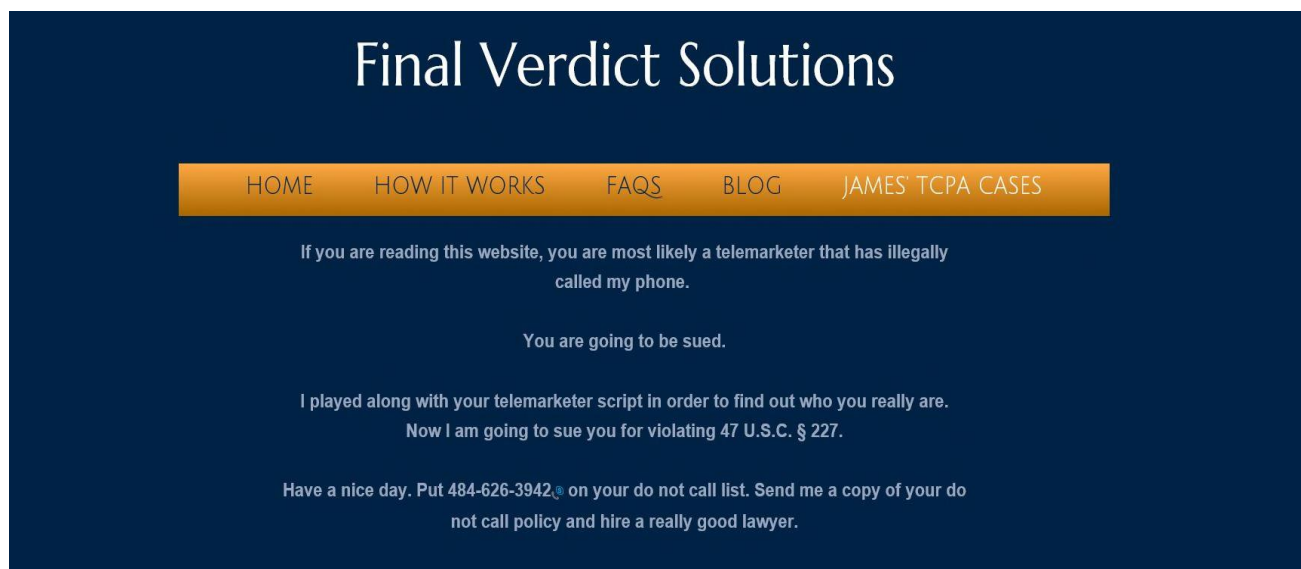 Final Verdict Solutions
HOME HOW IT WORKS FAQS BLOG JAMES' TCPA CASES
If you are reading this website, you are most likely a telemarketer that has illegally
called my phone.
You are going to be sued.
I played along with your telemarketer script in order to find out who you really are.
Now I am going to sue you for violating 47 U.S.C. § 227.
Have a nice day. Put 484-626-3942 on your do not call list. Send me a copy of your do
not call policy and hire a really good lawyer.